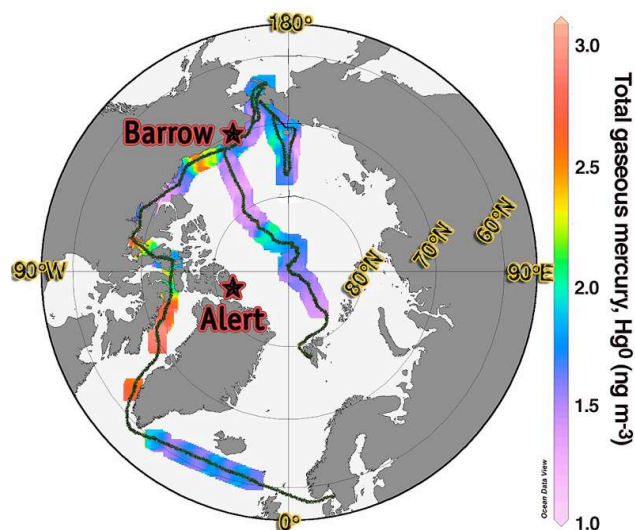 180°
3.0
Barrow
2.5
60°N
70°N
90°W
80°N
90°E
2.0
Alert
1.5
Ocean Data View
0°
1.0
Total gaseous mercury, Hg⁰ (ng m-3)